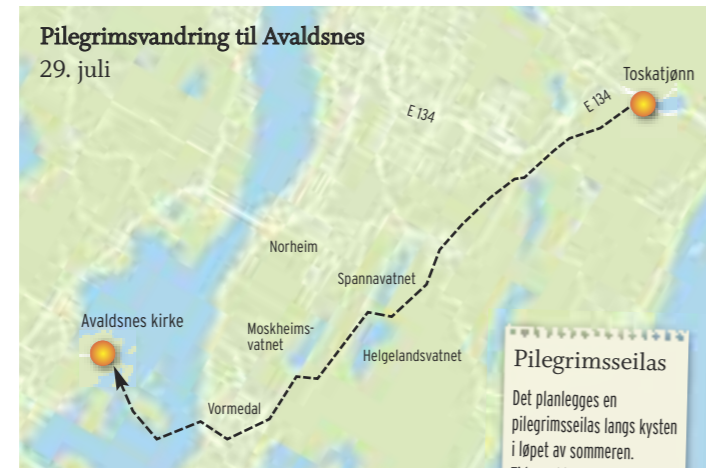 Pilegrimsvandring til Avaldsnes
29. juli
Toskatjønn
E 134
E 134
Norheim
Spannavatnet
Avaldsnes kirke
Moskheims-
vatnet
Helgelandsvatnet
Vormedal
Pilegrimsseilas
Det planlegges en
pilegrimsseilas langs kysten
i løpet av sommeren.